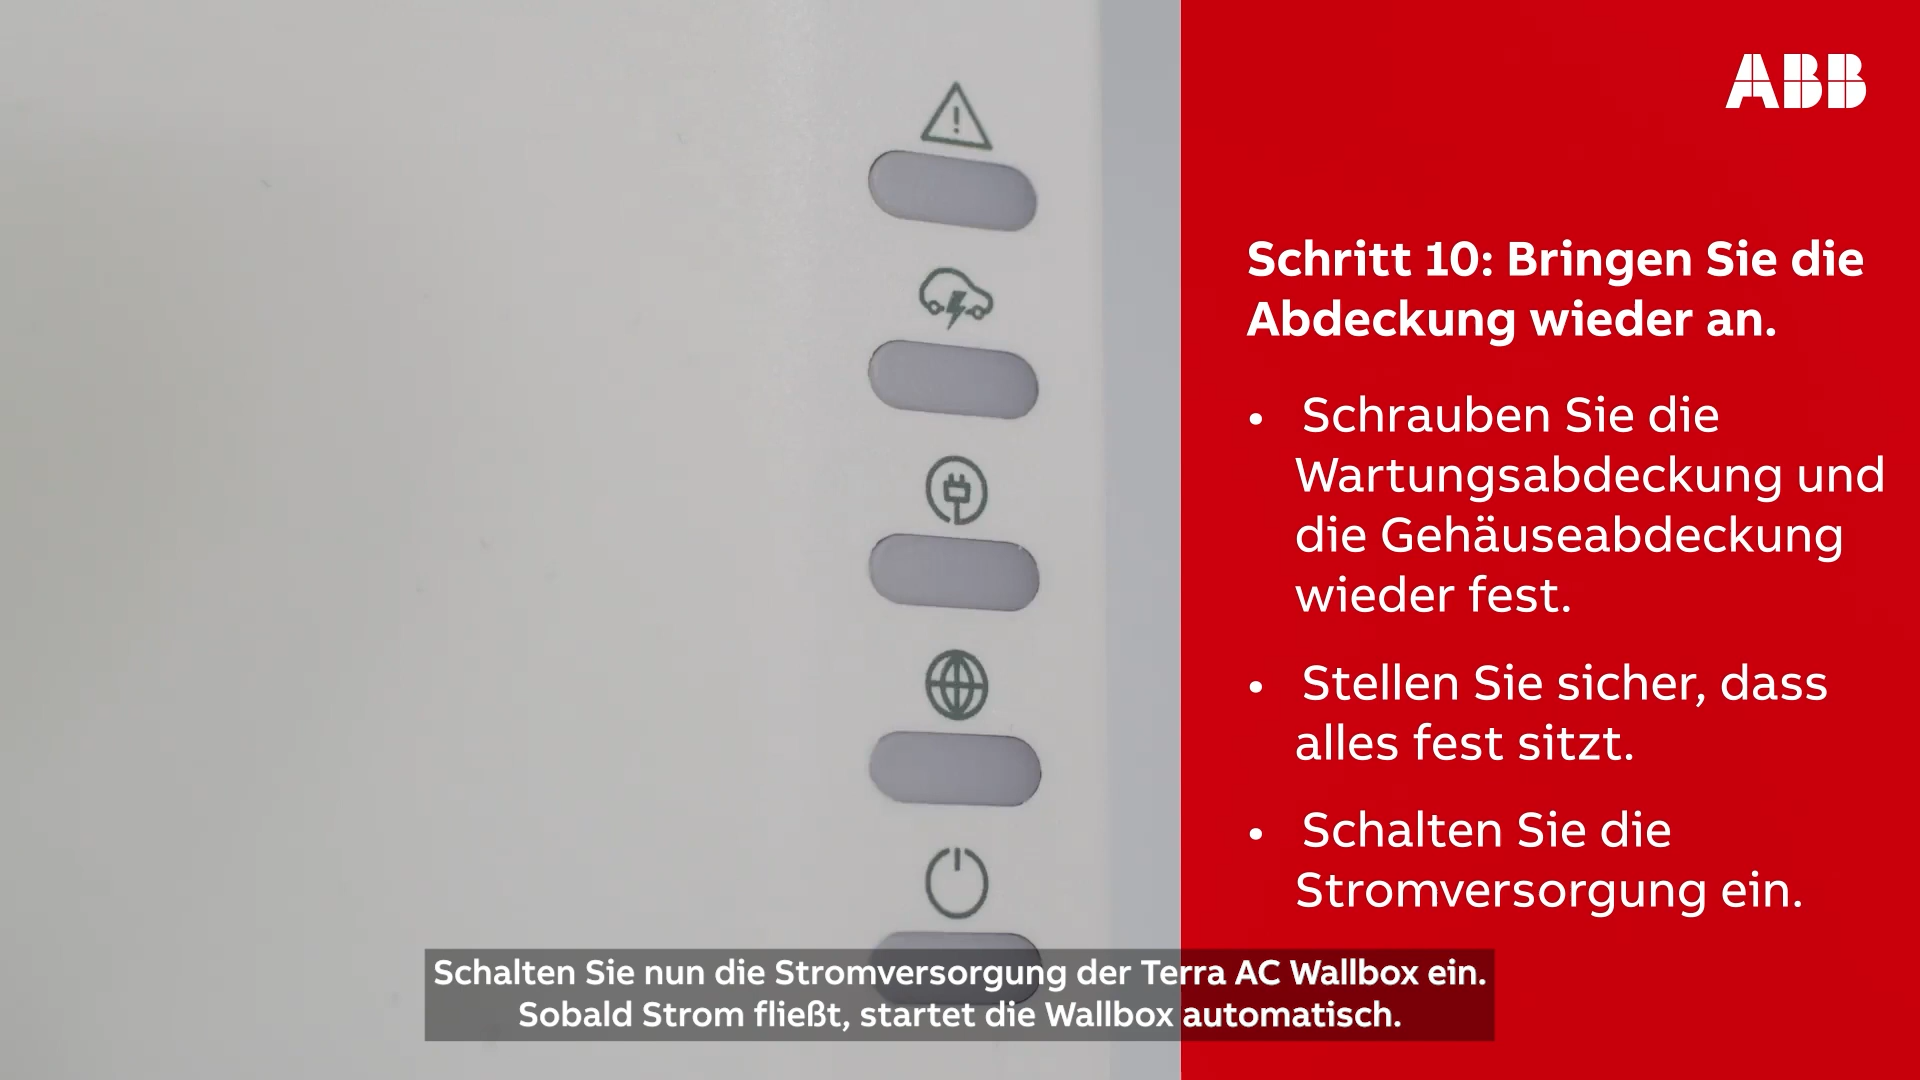 ABB
Schritt 10: Bringen Sie die
Abdeckung wieder an.
• Schrauben Sie die
Wartungsabdeckung und
die Gehäuseabdeckung
wieder fest.
• Stellen Sie sicher, dass
alles fest sitzt.
• Schalten Sie die
Stromversorgung ein.
Schalten Sie nun die Stromversorgung der Terra AC Wallbox ein.
Sobald Strom fließt, startet die Wallbox automatisch.